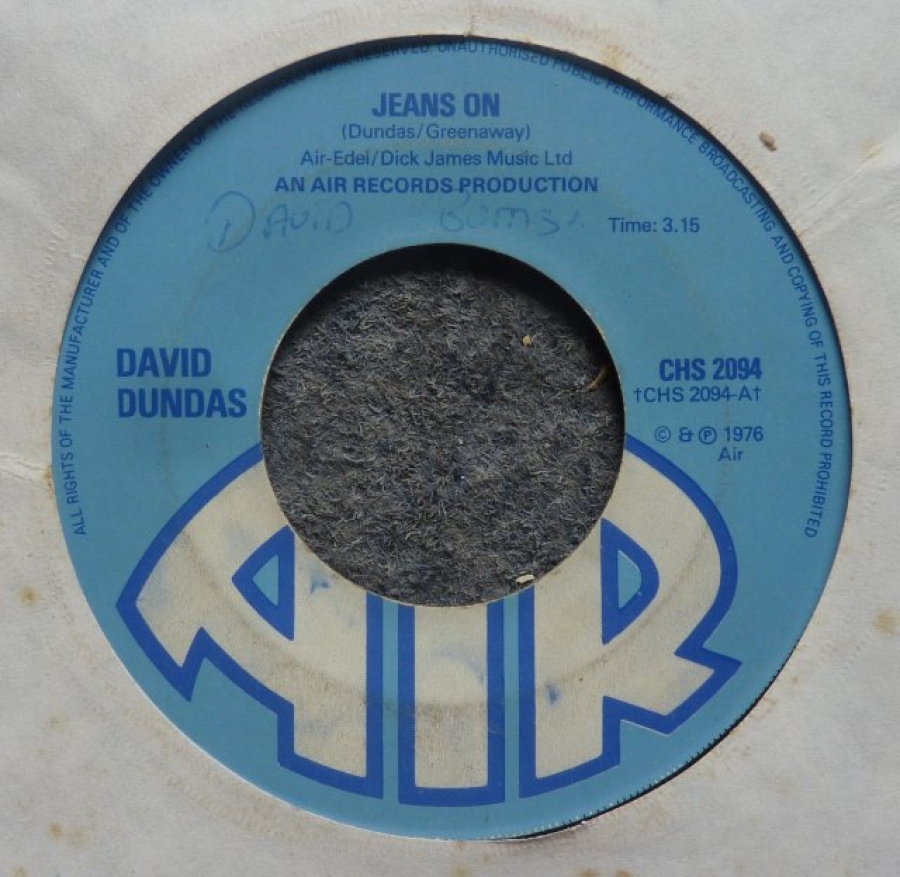 ALL RIGHTS OF THE MANUFACTURER AND OF THE OWNER OF THE RECORDED WORK RESERVED. UNAUTHORISED PUBLIC PERFORMANCE BROADCASTING AND COPYING OF THIS RECORD PROHIBITED
JEANS ON
(Dundas/Greenaway)
Air-Edel/Dick James Music Ltd
AN AIR RECORDS PRODUCTION
DAVID
Time: 3.15
DAVID
DUNDAS
CHS 2094
†CHS 2094-A†
© & ℗ 1976
Air
AIR